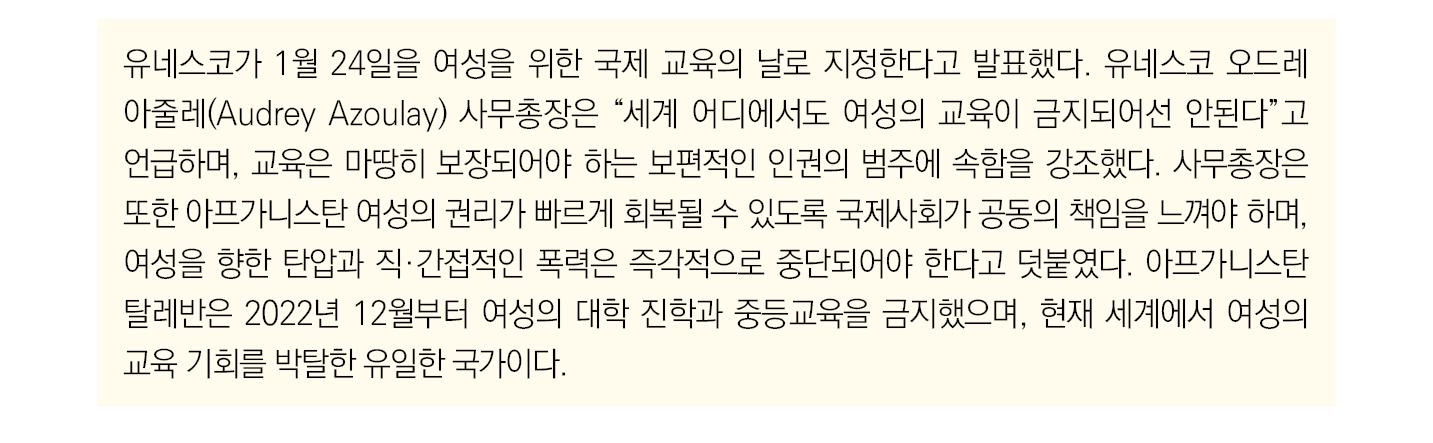 유네스코가 1월 24일을 여성을 위한 국제 교육의 날로 지정한다고 발표했다. 유네스코 오드레
아줄레(Audrey Azoulay) 사무총장은 “세계 어디에서도 여성의 교육이 금지되어선 안된다”고
언급하며, 교육은 마땅히 보장되어야 하는 보편적인 인권의 범주에 속함을 강조했다. 사무총장은
또한 아프가니스탄 여성의 권리가 빠르게 회복될 수 있도록 국제사회가 공동의 책임을 느껴야 하며,
여성을 향한 탄압과 직·간접적인 폭력은 즉각적으로 중단되어야 한다고 덧붙였다. 아프가니스탄
탈레반은 2022년 12월부터 여성의 대학 진학과 중등교육을 금지했으며, 현재 세계에서 여성의
교육 기회를 박탈한 유일한 국가이다.